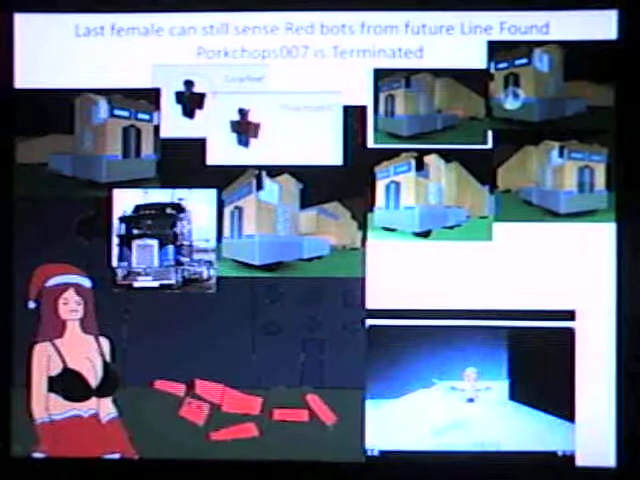 Last female can still sense Red bots from future Line Found
Porkchops007 is Terminated